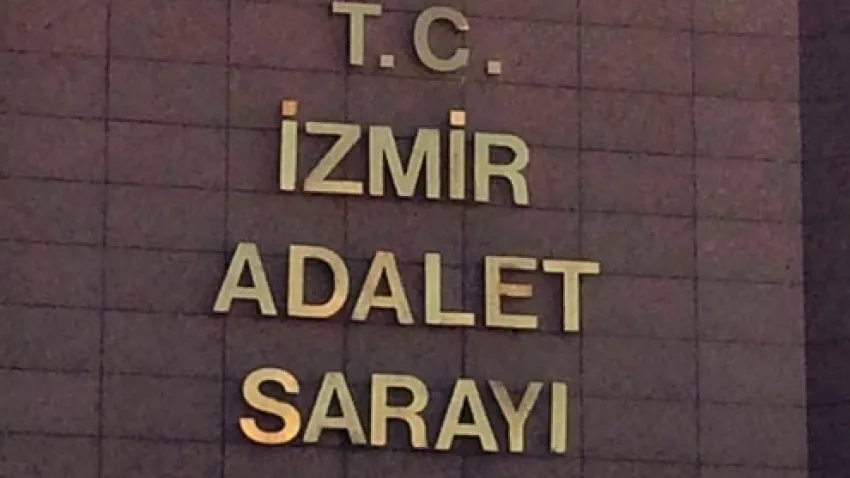 T.C.
İZMİR
ADALET
SARAYI